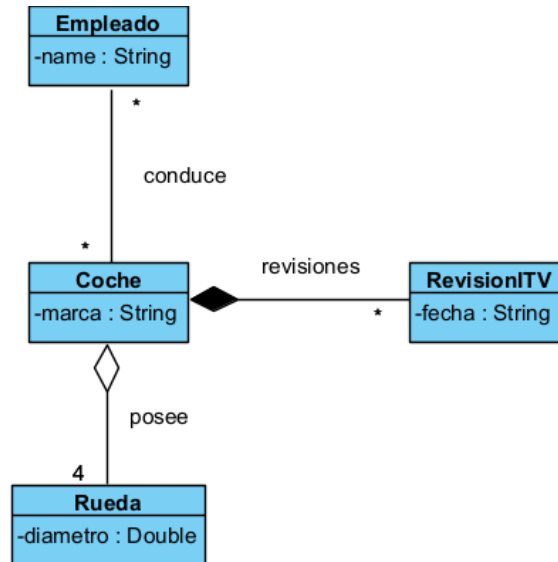 Empleado
-name : String
*
conduce
*
Coche
-marca : String
revisiones
*
RevisionITV
-fecha : String
posee
4
Rueda
-diametro : Double